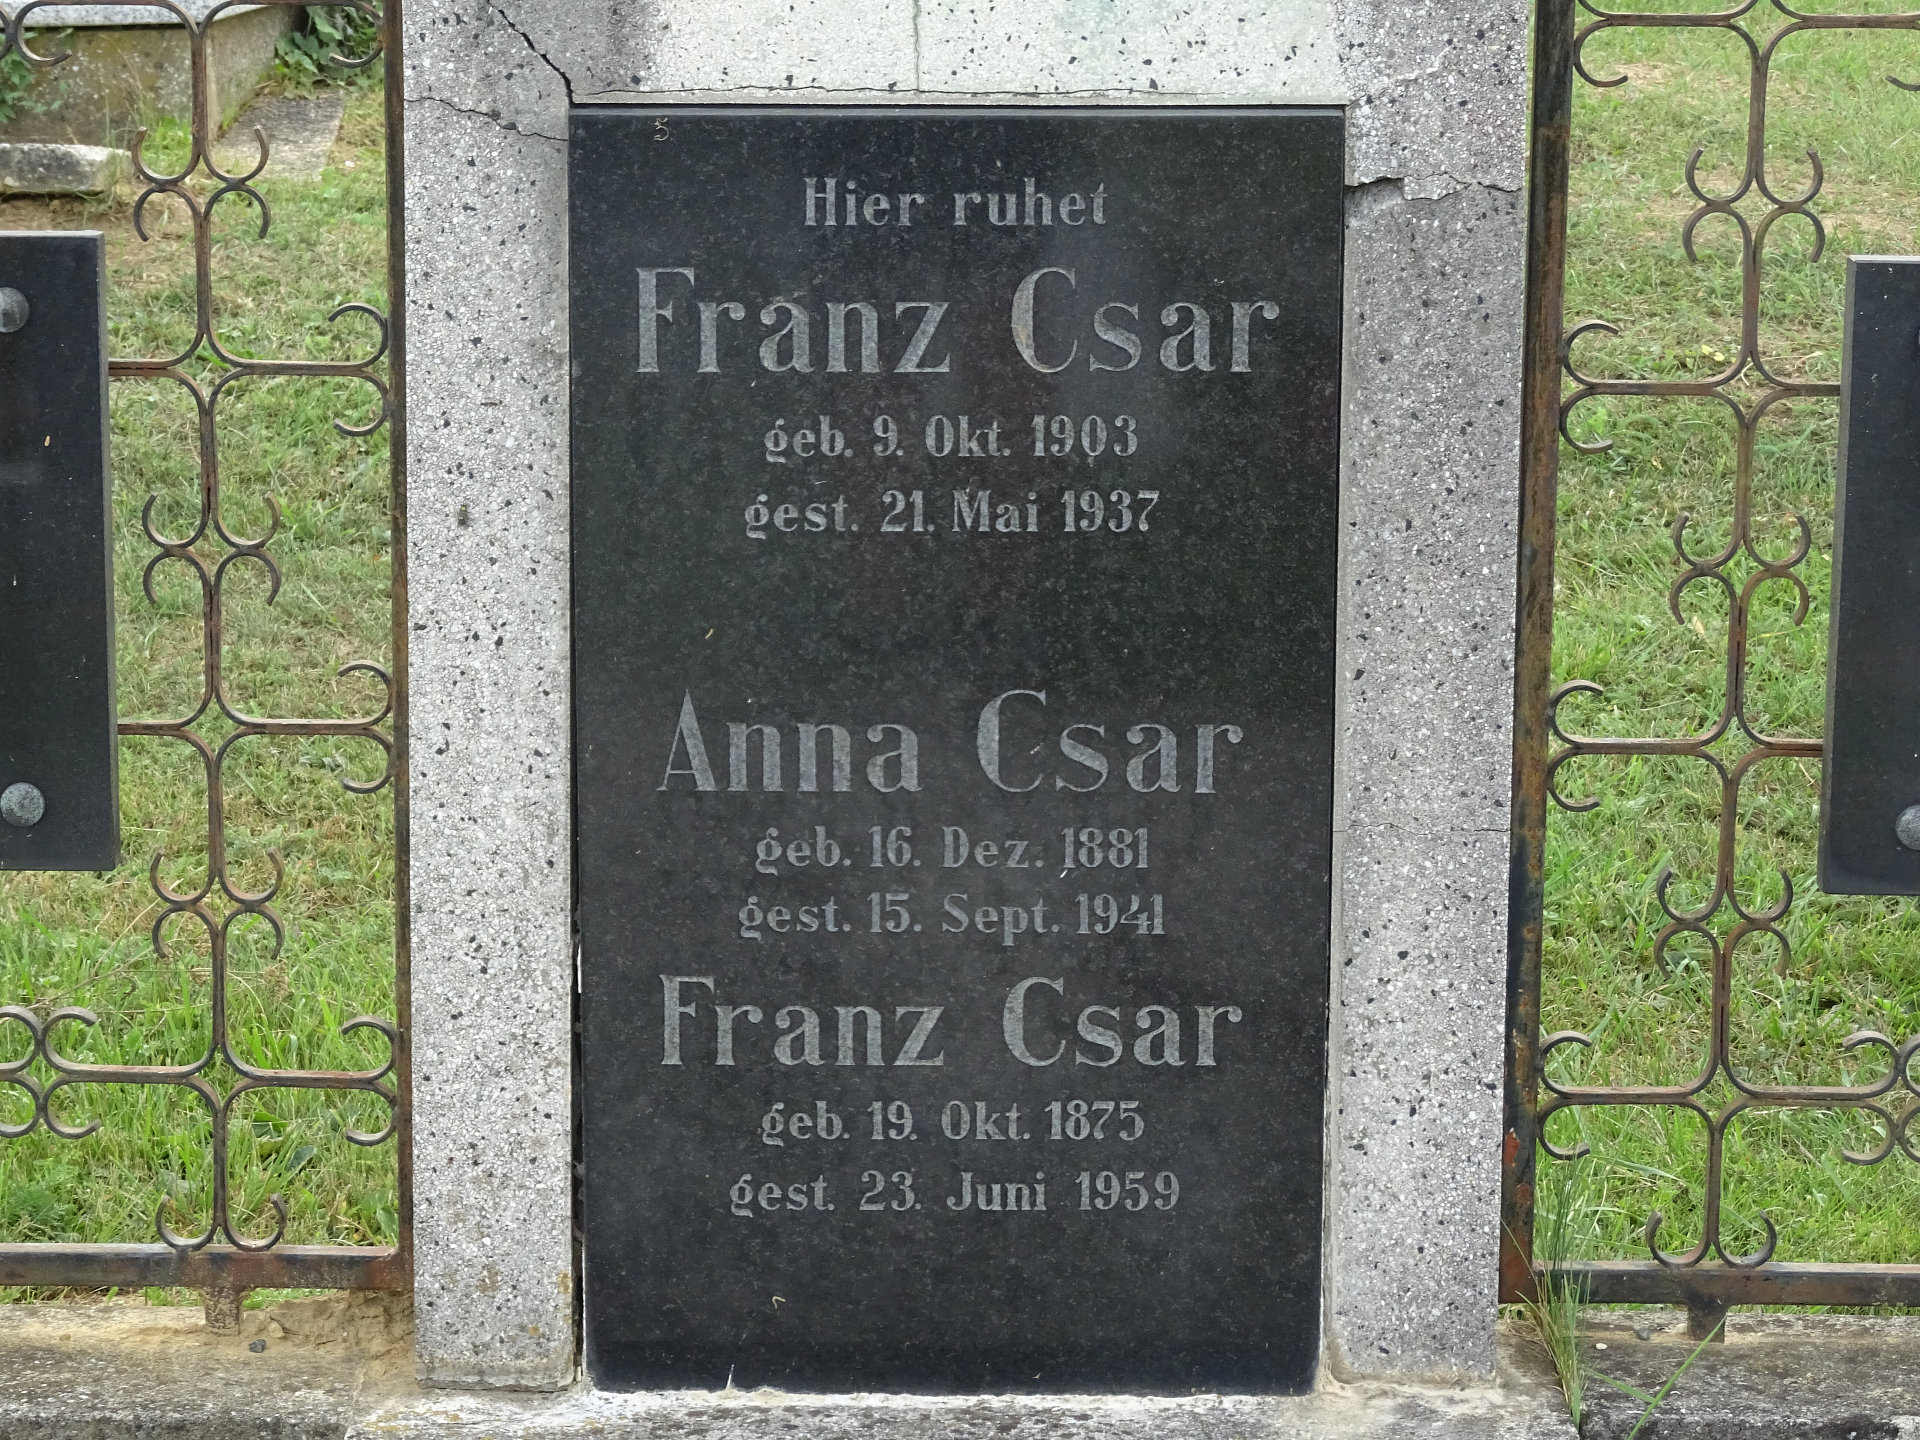 Hier ruhet
Franz Csar
geb. 9. Okt. 1903
gest. 21. Mai 1937
Anna Csar
geb. 16. Dez. 1881
gest. 15. Sept. 1941
Franz Csar
geb. 19. Okt. 1875
gest. 23. Juni 1959